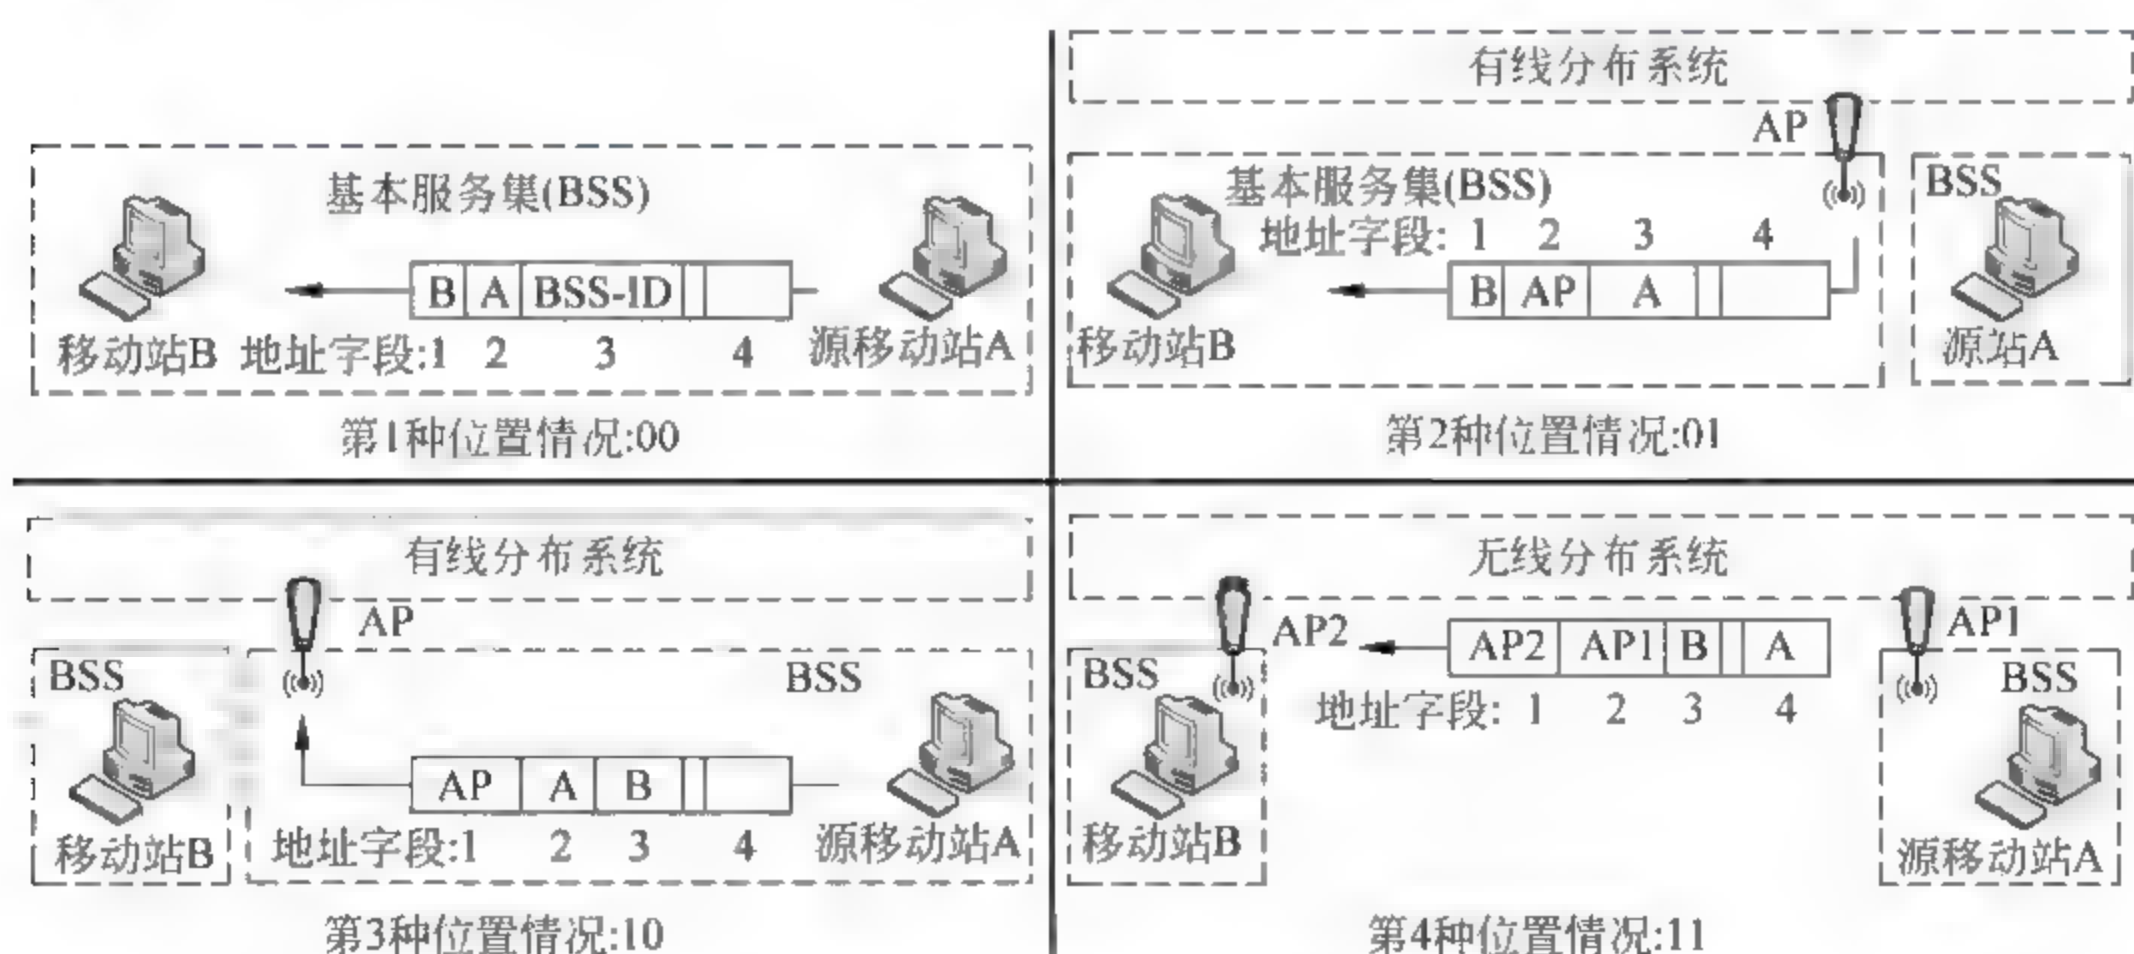 基本服务集(BSS)
B A BSS-ID
移动站B 地址字段:1 2 3 4 源移动站A
第1种位置情况:00
有线分布系统
AP
基本服务集(BSS) BSS
地址字段: 1 2 3 4
B AP A
移动站B 源站A
第2种位置情况:01
有线分布系统
AP
BSS BSS
AP A B
移动站B 地址字段:1 2 3 4 源移动站A
第3种位置情况:10
无线分布系统
AP2 AP2 AP1 B A AP1
BSS BSS
地址字段: 1 2 3 4
移动站B 源移动站A
第4种位置情况:11